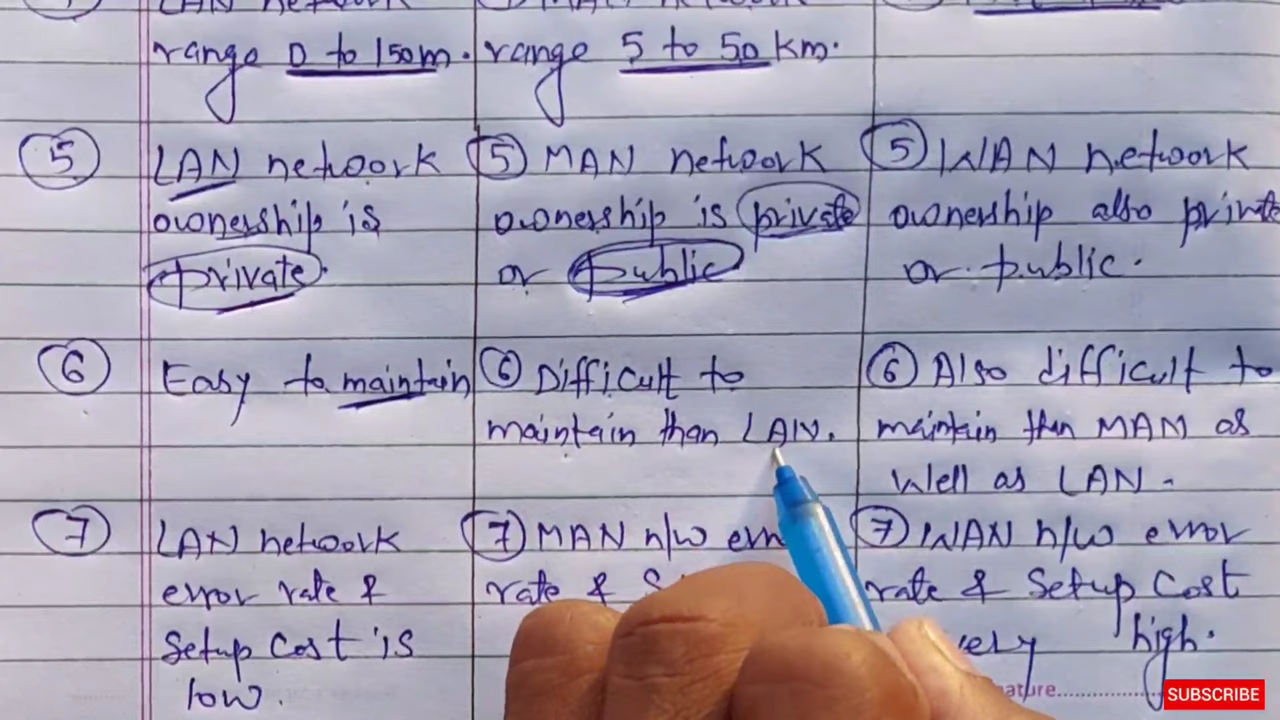 LAN network
range 0 to 150m.
range 5 to 50 km.
5
LAN network
ownership is
private.
5 MAN network
ownership is private
or public
5 WAN network
ownership also private
or public.
6
Easy to maintain
6 Difficult to
maintain than LAN.
6 Also difficult to
maintain than MAN as
well as LAN.
7
LAN network
error rate &
Setup Cost is
low.
7 MAN n/w
rate &
7 WAN n/w error
rate & Setup Cost
high.
SUBSCRIBE